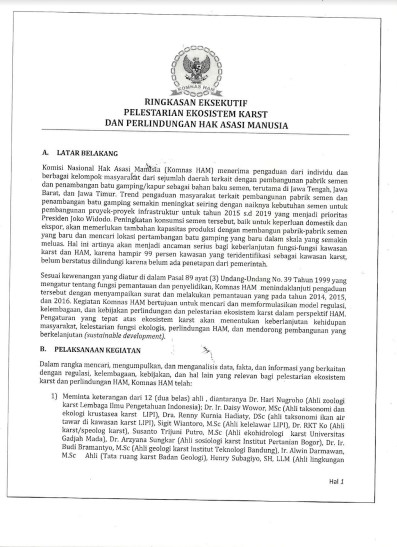 KOMNAS HAM
RINGKASAN EKSEKUTIF
PELESTARIAN EKOSISTEM KARST
DAN PERLINDUNGAN HAK ASASI MANUSIA
A. LATAR BELAKANG
Komisi Nasional Hak Asasi Manusia (Komnas HAM) menerima pengaduan dari individu dan
berbagai kelompok masyarakat dari sejumlah daerah terkait dengan pembangunan pabrik semen
dan penambangan batu gamping/kapur sebagai bahan baku semen, terutama di Jawa Tengah, Jawa
Barat, dan Jawa Timur. Trend pengaduan masyarakat terkait pembangunan pabrik semen dan
penambangan batu gamping semakin meningkat seiring dengan naiknya kebutuhan semen untuk
pembangunan proyek-proyek infrastruktur untuk tahun 2015 s.d 2019 yang menjadi prioritas
Presiden Joko Widodo. Peningkatan konsumsi semen tersebut, baik untuk keperluan domestik dan
ekspor, akan memerlukan tambahan kapasitas produksi dengan membangun pabrik-pabrik semen
yang baru dan mencari lokasi pertambangan batu gamping yang baru dalam skala yang semakin
meluas. Hal ini artinya akan menjadi ancaman serius bagi keberlanjutan fungsi-fungsi kawasan
karst dan HAM, karena hampir 99 persen kawasan yang teridentifikasi sebagai kawasan karst,
belum berstatus dilindungi karena belum ada penetapan dari pemerintah.
Sesuai kewenangan yang diatur di dalam Pasal 89 ayat (3) Undang-Undang No. 39 Tahun 1999 yang
mengatur tentang fungsi pemantauan dan penyelidikan, Komnas HAM menindaklanjuti pengaduan
tersebut dengan menyampaikan surat dan melakukan pemantauan yang pada tahun 2014, 2015,
dan 2016. Kegiatan Komnas HAM bertujuan untuk mencari dan memformulasikan model regulasi,
kelembagaan, dan kebijakan perlindungan dan pelestarian ekosistem karst dalam perspektif HAM.
Pengaturan yang tepat atas ekosistem karst akan menentukan keberlanjutan kehidupan
masyarakat, kelestarian fungsi ekologis, perlindungan HAM, dan mendorong pembangunan yang
berkelanjutan (sustainable development).
B. PELAKSANAAN KEGIATAN
Dalam rangka mencari, mengumpulkan, dan menganalisis data, fakta, dan informasi yang berkaitan
dengan regulasi, kelembagaan, kebijakan, dan hal lain yang relevan bagi pelestarian ekosistem
karst dan perlindungan HAM, Komnas HAM telah:
1) Meminta keterangan dari 12 (dua belas) ahli , diantaranya Dr. Hari Nugroho (Ahli zoologi
karst Lembaga Ilmu Pengetahuan Indonesia); Dr. Ir. Daisy Wowor, MSc (Ahli taksonomi dan
ekologi krustasea karst LIPI), Dra. Renny Kurnia Hadiaty, DSc (ahli taksonomi ikan air
tawar di kawasan karst LIPI), Sigit Wiantoro, M.Sc (Ahli kelelawar LIPI), Dr. RKT Ko (Ahli
karst/speolog karst), Susanto Trijuni Putro, M.Sc (Ahli ekohidrologi karst Universitas
Gadjah Mada), Dr. Arzyana Sungkar (Ahli sosiologi karst Institut Pertanian Bogor), Dr. Ir.
Budi Bramantyo, M.Sc (Ahli geologi karst Institut Teknologi Bandung), Ir. Alwin Darmawan,
M.Sc Ahli (Tata ruang karst Badan Geologi), Henry Subagiyo, SH, LLM (Ahli lingkungan
Hal 1